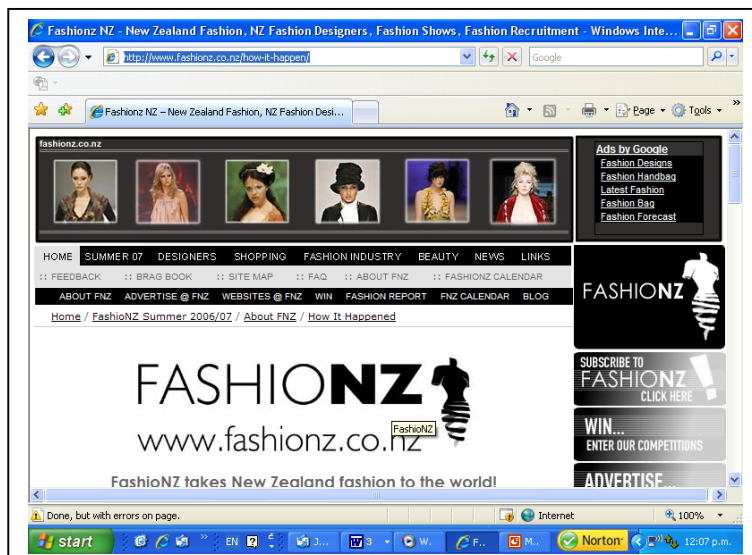 Fashionz NZ - New Zealand Fashion, NZ Fashion Designers, Fashion Shows, Fashion Recruitment - Windows Inte...
http://www.fashionz.co.nz/how-it-happen/
Google
Fashionz NZ – New Zealand Fashion, NZ Fashion Desi...
Page
Tools
fashionz.co.nz
Ads by Google
Fashion Designs
Fashion Handbag
Latest Fashion
Fashion Bag
Fashion Forecast
HOME SUMMER 07 DESIGNERS SHOPPING FASHION INDUSTRY BEAUTY NEWS LINKS
:: FEEDBACK :: BRAG BOOK :: SITE MAP :: FAQ :: ABOUT FNZ :: FASHIONZ CALENDAR
ABOUT FNZ ADVERTISE @ FNZ WEBSITES @ FNZ WIN FASHION REPORT FNZ CALENDAR BLOG
Home / FashioNZ Summer 2006/07 / About FNZ / How It Happened
FASHIONZ
FASHIONZ
www.fashionz.co.nz
FashioNZ
FashioNZ takes New Zealand fashion to the world!
SUBSCRIBE TO
FASHIONZ
CLICK HERE
WIN...
ENTER OUR COMPETITIONS
ADVERTISE...
Done, but with errors on page.
Internet
100%
start
EN
J...
3
W.
F..
M..
Norton
12:07 p.m.